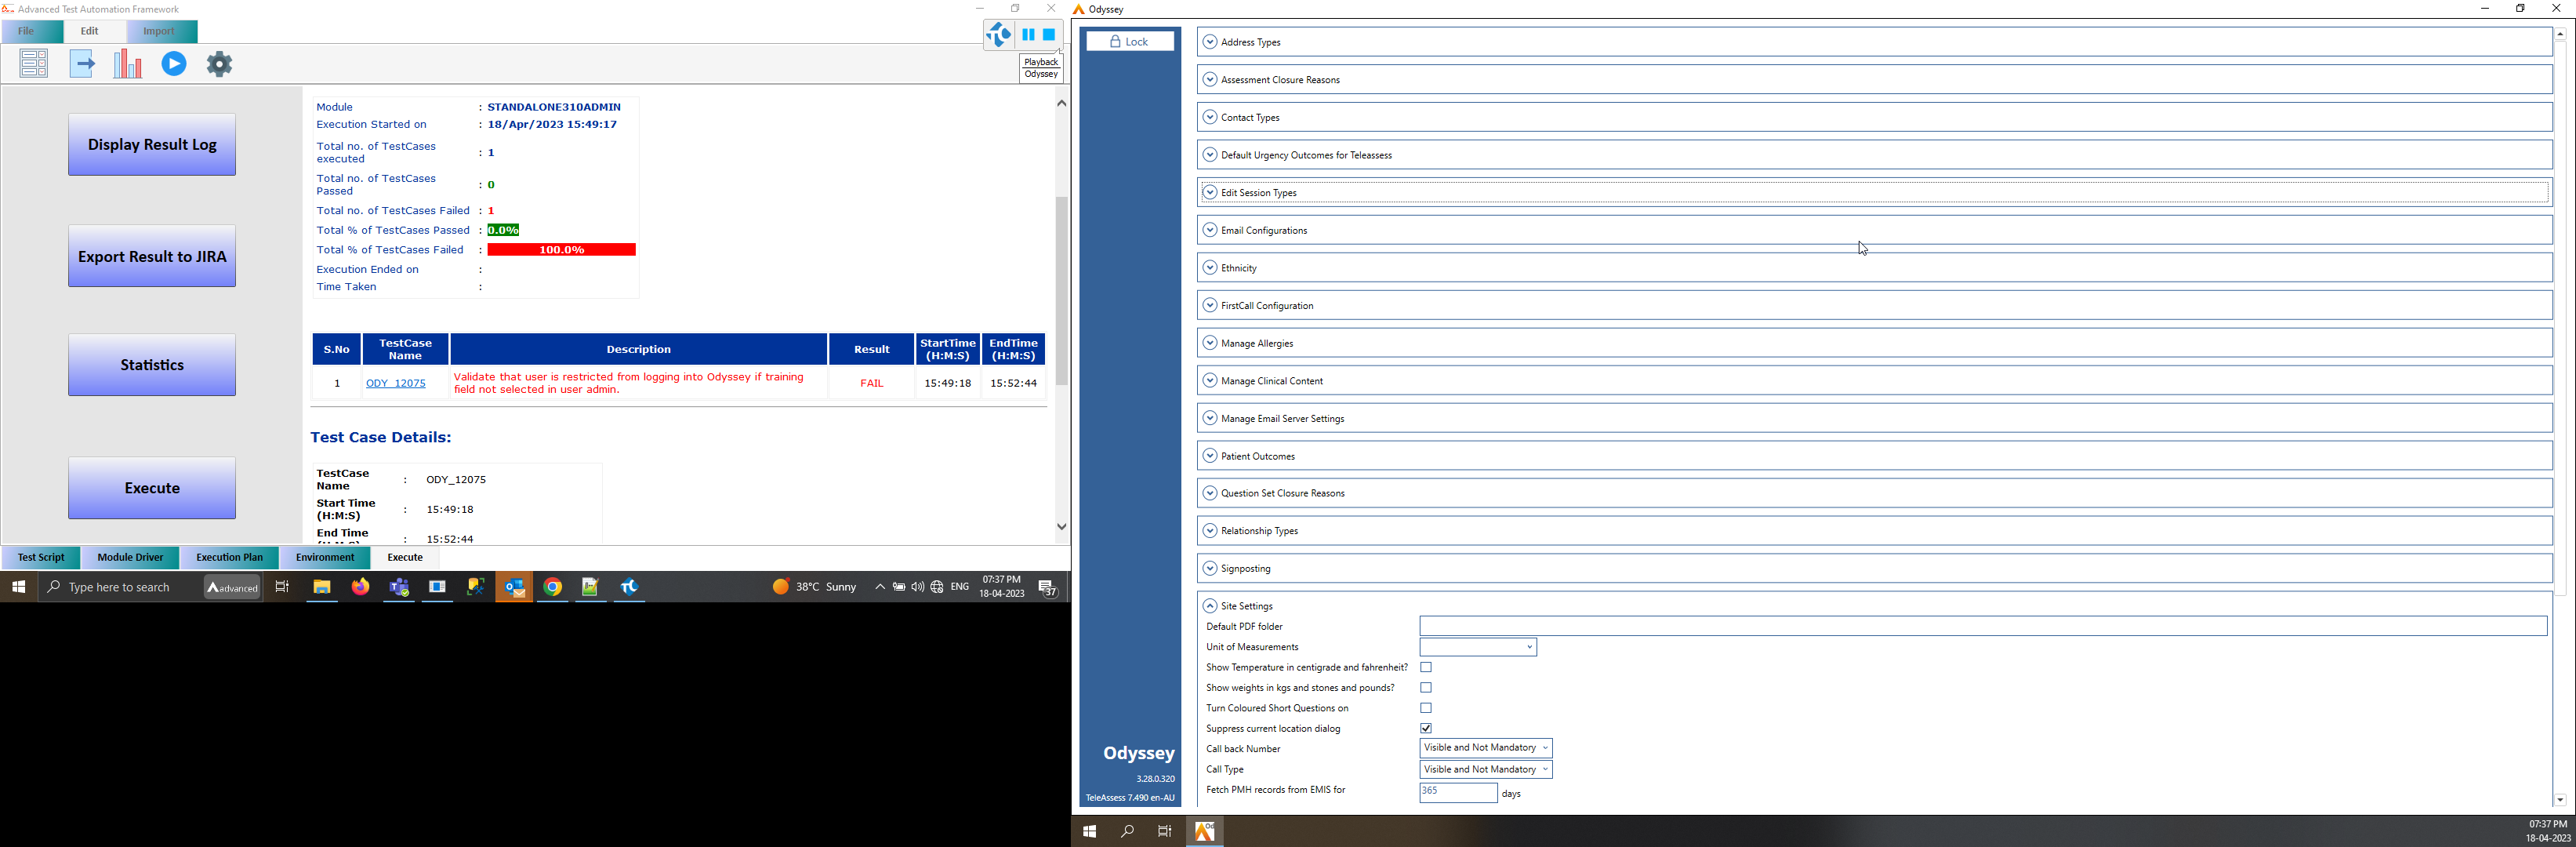 Advanced Test Automation Framework
File
Edit
Import
Playback
Odyssey
Display Result Log
Export Result to JIRA
Statistics
Execute
Module : STANDALONE310ADMIN
Execution Started on : 18/Apr/2023 15:49:17
Total no. of TestCases executed : 1
Total no. of TestCases Passed : 0
Total no. of TestCases Failed : 1
Total % of TestCases Passed : 0.0%
Total % of TestCases Failed : 100.0%
Execution Ended on :
Time Taken :
S.No TestCase Name Description Result StartTime (H:M:S) EndTime (H:M:S)
1 ODY_12075 Validate that user is restricted from logging into Odyssey if training field not selected in user admin. FAIL 15:49:18 15:52:44
Test Case Details:
TestCase Name : ODY_12075
Start Time (H:M:S) : 15:49:18
End Time (H:M:S) : 15:52:44
Test Script
Module Driver
Execution Plan
Environment
Execute
Type here to search
advanced
38°C Sunny
ENG
07:37 PM
18-04-2023
37
Odyssey
Lock
Address Types
Assessment Closure Reasons
Contact Types
Default Urgency Outcomes for Teleassess
Edit Session Types
Email Configurations
Ethnicity
FirstCall Configuration
Manage Allergies
Manage Clinical Content
Manage Email Server Settings
Patient Outcomes
Question Set Closure Reasons
Relationship Types
Signposting
Site Settings
Default PDF folder
Unit of Measurements
Show Temperature in centigrade and fahrenheit?
Show weights in kgs and stones and pounds?
Turn Coloured Short Questions on
Suppress current location dialog
Call back Number Visible and Not Mandatory
Call Type Visible and Not Mandatory
Fetch PMH records from EMIS for 365 days
Odyssey
3.28.0.320
TeleAssess 7.490 en-AU
07:37 PM
18-04-2023